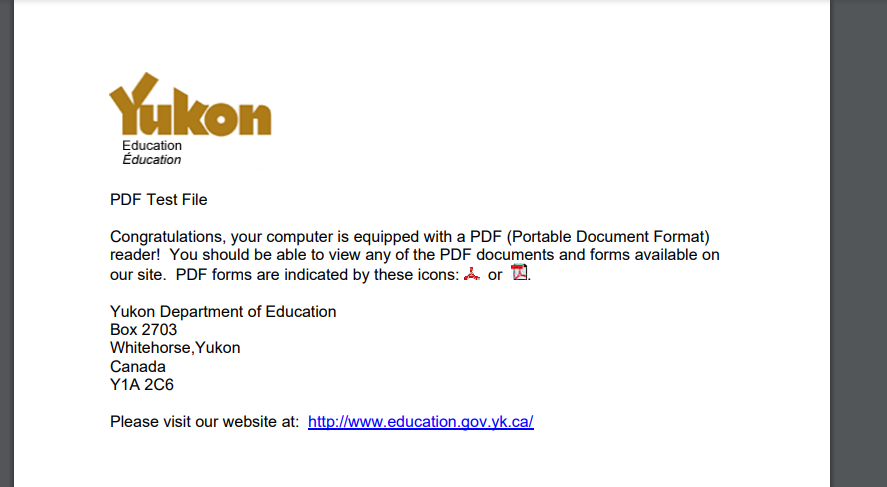 Yukon
Education
Éducation
PDF Test File
Congratulations, your computer is equipped with a PDF (Portable Document Format)
reader!  You should be able to view any of the PDF documents and forms available on
our site.  PDF forms are indicated by these icons: or .
Yukon Department of Education
Box 2703
Whitehorse,Yukon
Canada
Y1A 2C6
Please visit our website at:  http://www.education.gov.yk.ca/